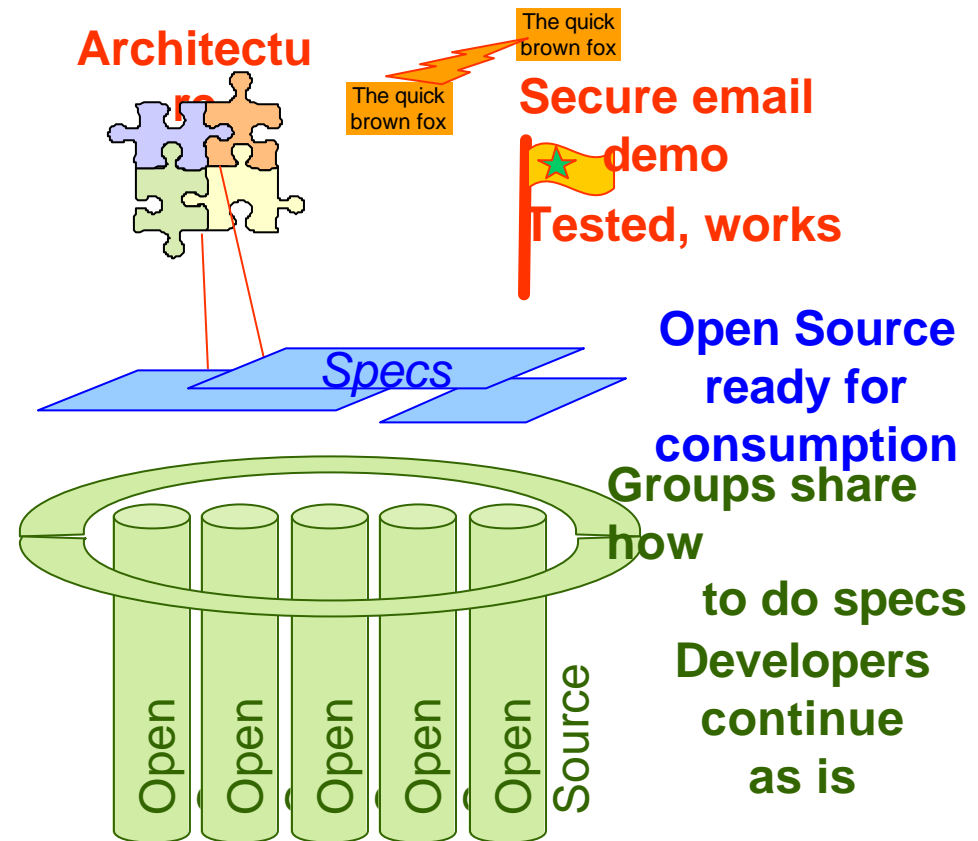 Architectu
re
The quick
brown fox
The quick
brown fox
Secure email
demo
Tested, works
Specs
Open Source
ready for
consumption
Groups share
how
to do specs
Developers
continue
as is
Open
Open
Open
Open
Open
Source